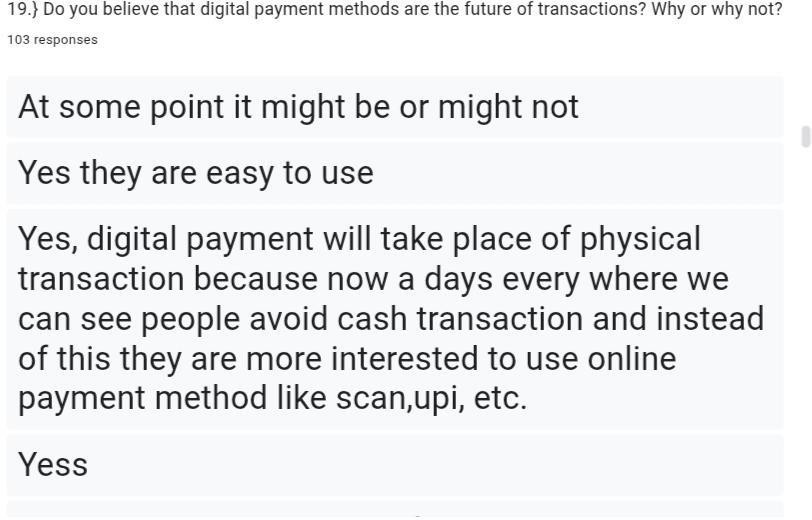 19.} Do you believe that digital payment methods are the future of transactions? Why or why not?
103 responses
At some point it might be or might not
Yes they are easy to use
Yes, digital payment will take place of physical
transaction because now a days every where we
can see people avoid cash transaction and instead
of this they are more interested to use online
payment method like scan,upi, etc.
Yess